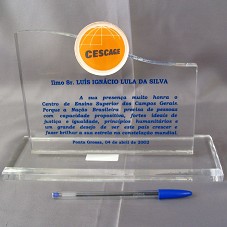 CESCAGE
Ilmo Sr. LUÍS IGNÁCIO LULA DA SILVA
A sua presença muito honra o
Centro de Ensino Superior dos Campos Gerais
Porque a Nação Brasileira precisa de pessoas
com capacidade propositiva, fortes ideais de
justiça e igualdade, princípios humanitários e
um grande desejo de ver este país crescer e
fazer brilhar a sua estrela na constelação mundial.
Ponta Grossa, 04 de abril de 2002